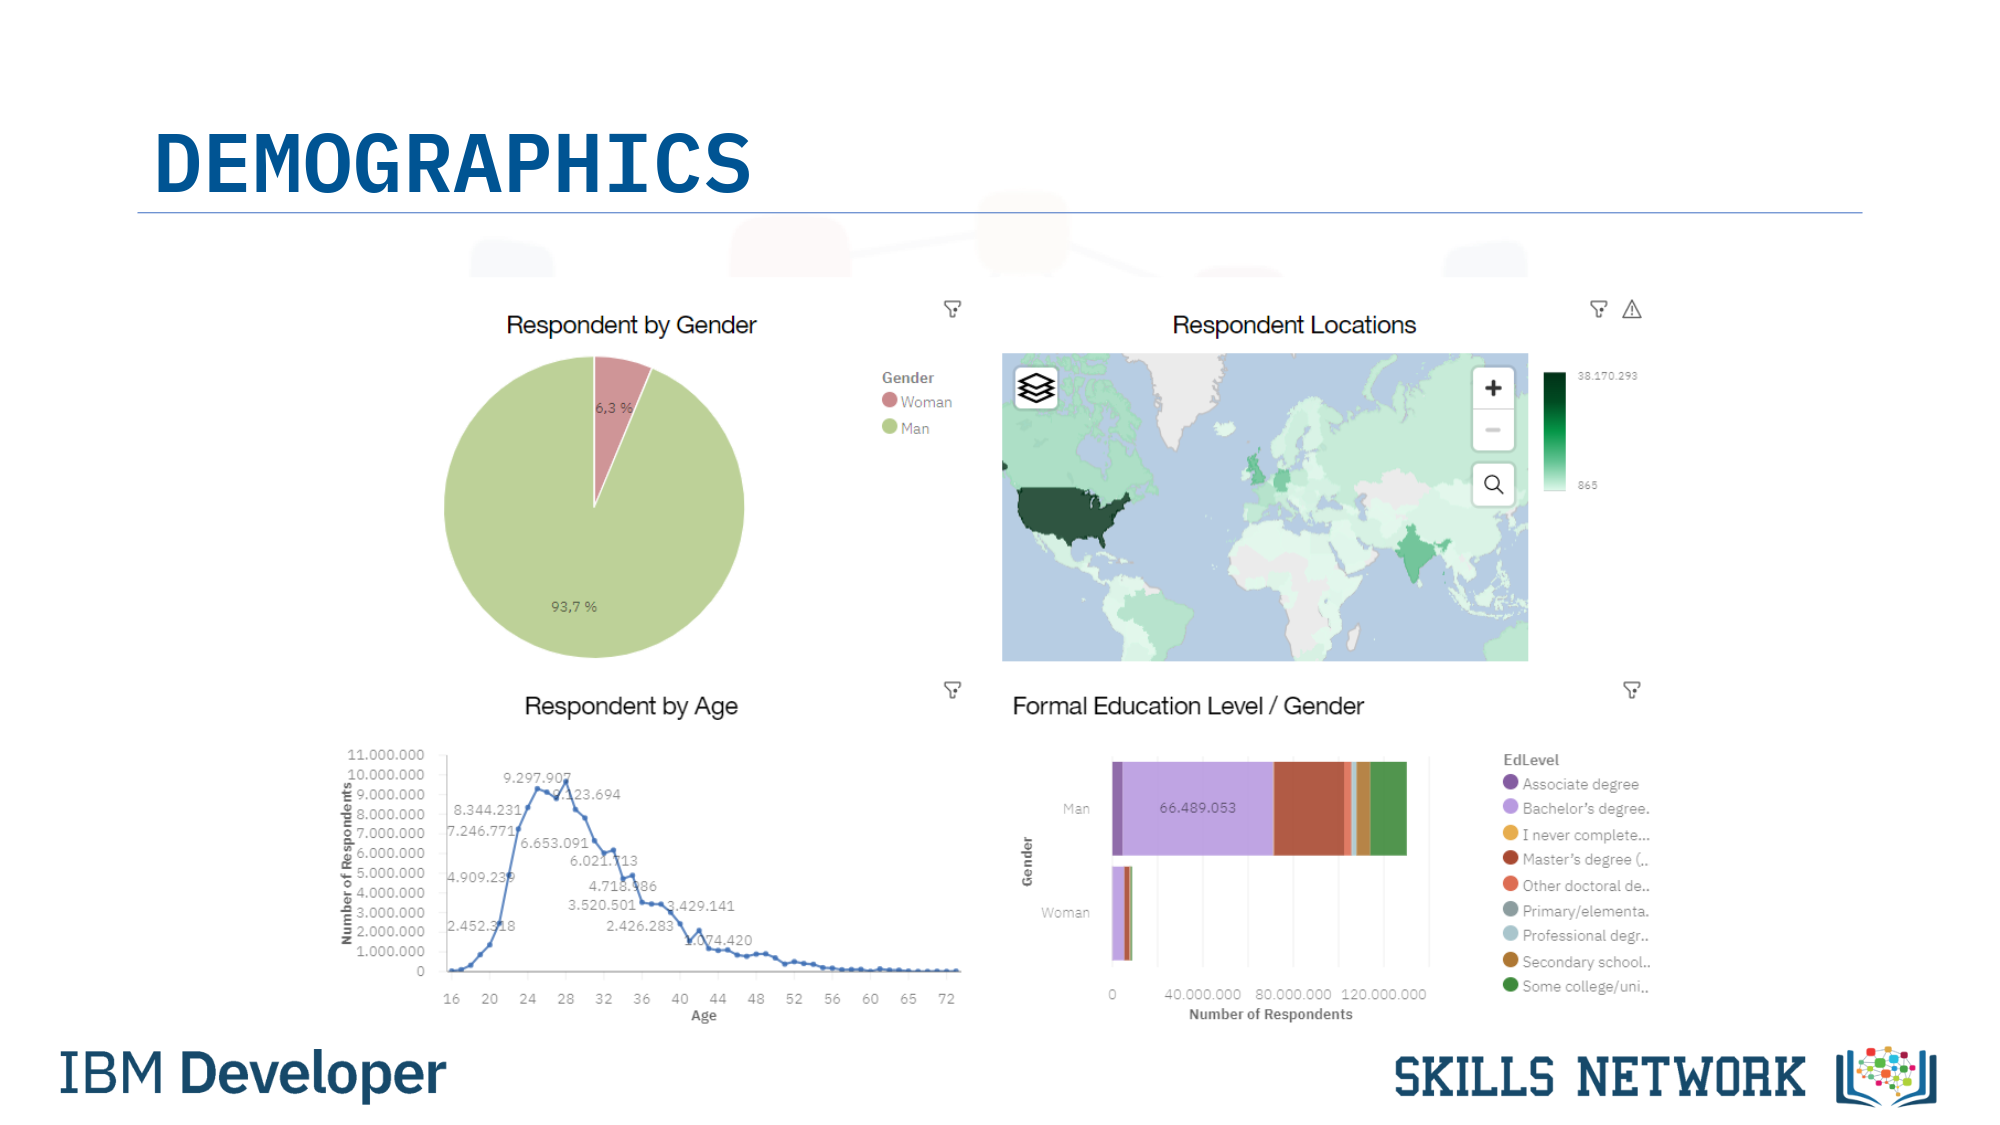 DEMOGRAPHICS
Respondent by Gender
6,3 %
93,7 %
Gender
Woman
Man
Respondent Locations
38.170.293
865
Respondent by Age
Number of Respondents
11.000.000
10.000.000
9.000.000
8.000.000
7.000.000
6.000.000
5.000.000
4.000.000
3.000.000
2.000.000
1.000.000
0
9.297.907
8.344.231
7.246.771
6.653.091
6.021.713
4.909.239
4.718.986
3.520.501
3.429.141
2.452.318
2.426.283
16 20 24 28 32 36 40 44 48 52 56 60 65 72
Age
Formal Education Level / Gender
Gender
Man
66.489.053
Woman
0 40.000.000 80.000.000 120.000.000
Number of Respondents
EdLevel
Associate degree
Bachelor’s degree.
I never complete...
Master’s degree (..
Other doctoral de..
Primary/elementa.
Professional degr..
Secondary school..
Some college/uni..
IBM Developer
SKILLS NETWORK